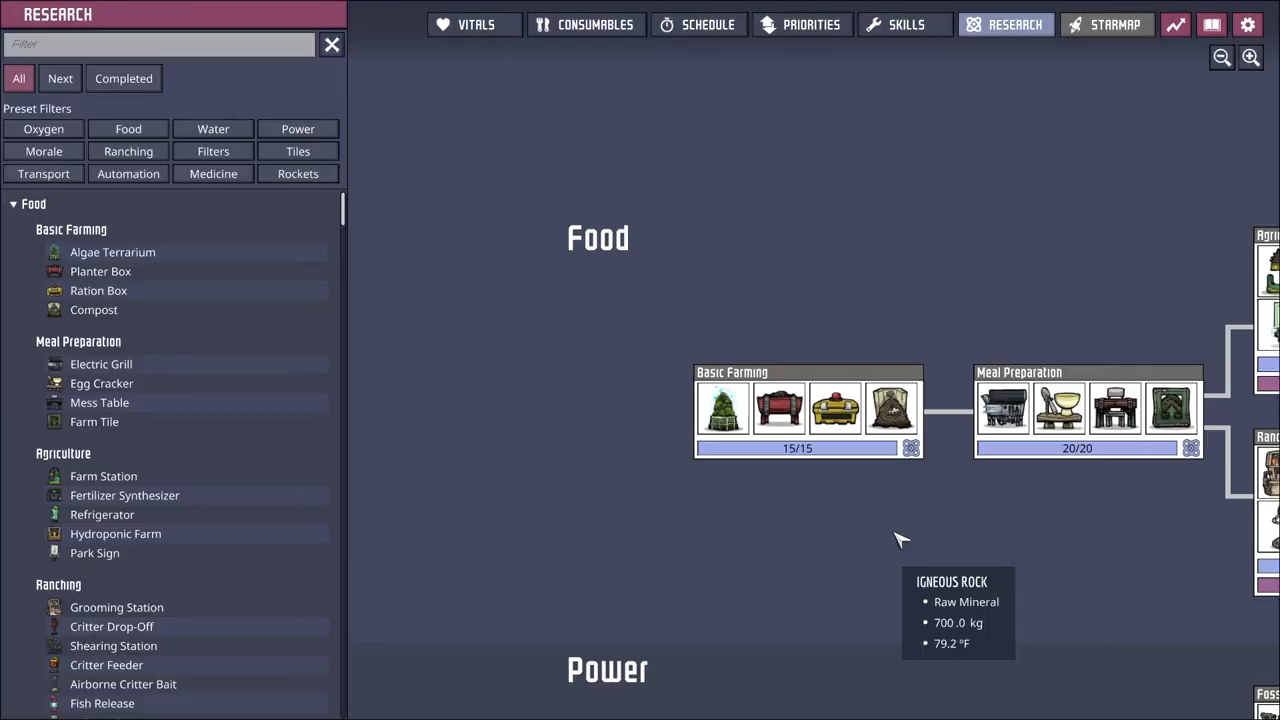 RESEARCH
VITALS
CONSUMABLES
SCHEDULE
PRIORITIES
SKILLS
RESEARCH
STARMAP
Filter
All
Next
Completed
Preset Filters
Oxygen
Food
Water
Power
Morale
Ranching
Filters
Tiles
Transport
Automation
Medicine
Rockets
Food
Basic Farming
Algae Terrarium
Planter Box
Ration Box
Compost
Meal Preparation
Electric Grill
Egg Cracker
Mess Table
Farm Tile
Agriculture
Farm Station
Fertilizer Synthesizer
Refrigerator
Hydroponic Farm
Park Sign
Ranching
Grooming Station
Critter Drop-Off
Shearing Station
Critter Feeder
Airborne Critter Bait
Fish Release
Food
Basic Farming
15/15
Meal Preparation
20/20
IGNEOUS ROCK
• Raw Mineral
• 700.0 kg
• 79.2 °F
Power